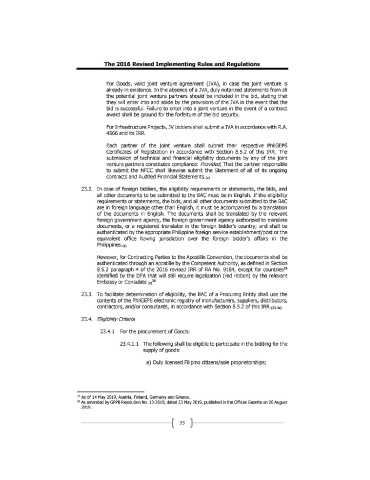 The 2016 Revised Implementing Rules and Regulations
For Goods, valid joint venture agreement (JVA), in case the joint venture is
already in existence. In the absence of a JVA, duly notarized statements from all
the potential joint venture partners should be included in the bid, stating that
they will enter into and abide by the provisions of the JVA in the event that the
bid is successful. Failure to enter into a joint venture in the event of a contract
award shall be ground for the forfeiture of the bid security.
For Infrastructure Projects, JV bidders shall submit a JVA in accordance with R.A.
4566 and its IRR.
Each partner of the joint venture shall submit their respective PhilGEPS
Certificates of Registration in accordance with Section 8.5.2 of this IRR. The
submission of technical and financial eligibility documents by any of the joint
venture partners constitutes compliance: Provided, That the partner responsible
to submit the NFCC shall likewise submit the Statement of all of its ongoing
contracts and Audited Financial Statements.
23.2. In case of foreign bidders, the eligibility requirements or statements, the bids, and
all other documents to be submitted to the BAC must be in English. If the eligibility
requirements or statements, the bids, and all other documents submitted to the BAC
are in foreign language other than English, it must be accompanied by a translation
of the documents in English. The documents shall be translated by the relevant
foreign government agency, the foreign government agency authorized to translate
documents, or a registered translator in the foreign bidder's country; and shall be
authenticated by the appropriate Philippine foreign service establishment/post or the
equivalent office having jurisdiction over the foreign bidder's affairs in the
Philippines.
However, for Contracting Parties to the Apostille Convention, the documents shall be
authenticated through an apostille by the Competent Authority, as defined in Section
8.5.2 paragraph 4 of the 2016 revised IRR of RA No. 9184, except for countries
identified by the DFA that will still require legalization (red ribbon) by the relevant
Embassy or Consulate
23.3. To facilitate determination of eligibility, the BAC of a Procuring Entity shall use the
contents of the PhilGEPS electronic registry of manufacturers, suppliers, distributors,
contractors, and/or consultants, in accordance with Section 8.5.2 of this IRR.
23.4. Eligibility Criteria
23.4.1 For the procurement of Goods:
23.4.1.1 The following shall be eligible to participate in the bidding for the
supply of goods:
a) Duly licensed Filipino citizens/sole proprietorships;
As of 14 May 2019, Austria, Finland, Germany and Greece.
As amended by GPPB Resolution No. 13-2019, dated 23 May 2019, published in the Official Gazette on 26 August
2019.
55